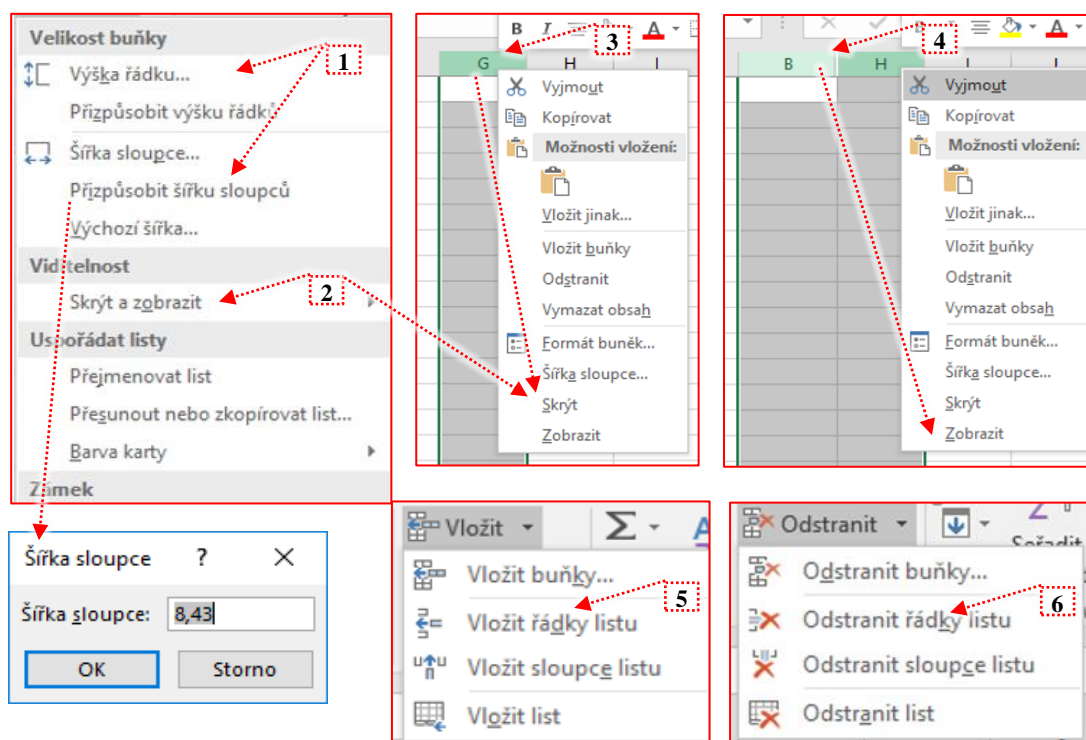 Velikost buňky
1
Výška řádku...
Přizpůsobit výšku řádků
Šířka sloupce...
Přizpůsobit šířku sloupců
Výchozí šířka...
Viditelnost
Skrýt a zobrazit
2
Uspořádat listy
Přejmenovat list
Přesunout nebo zkopírovat list...
Barva karty
Zámek
B I A
3
G H I
Vyjmout
Kopírovat
Možnosti vložení:
Vložit jinak...
Vložit buňky
Odstranit
Vymazat obsah
Formát buněk...
Šířka sloupce...
Skrýt
Zobrazit
A
4
B H
Vyjmout
Kopírovat
Možnosti vložení:
Vložit jinak...
Vložit buňky
Odstranit
Vymazat obsah
Formát buněk...
Šířka sloupce...
Skrýt
Zobrazit
Šířka sloupce ?
Šířka sloupce: 8,43
OK Storno
Vložit Σ
Vložit buňky...
5
Vložit řádky listu
Vložit sloupce listu
Vložit list
Odstranit
Odstranit buňky...
6
Odstranit řádky listu
Odstranit sloupce listu
Odstranit list